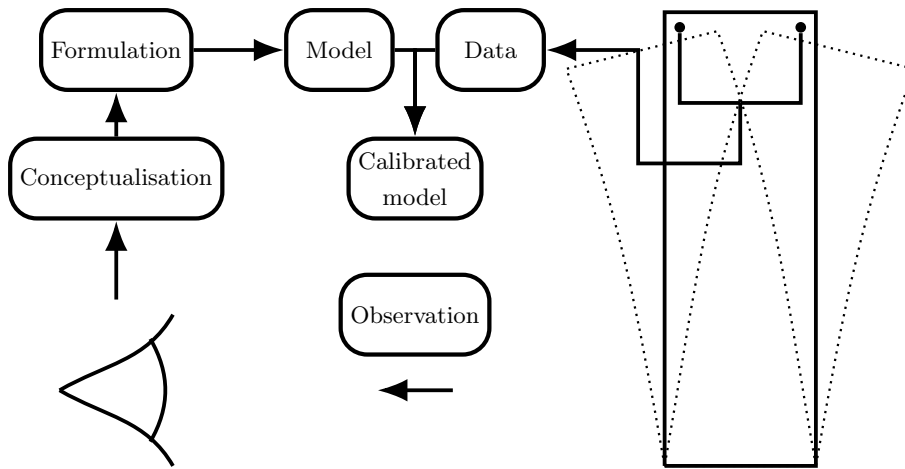 Formulation
Model
Data
Conceptualisation
Calibrated
model
Observation